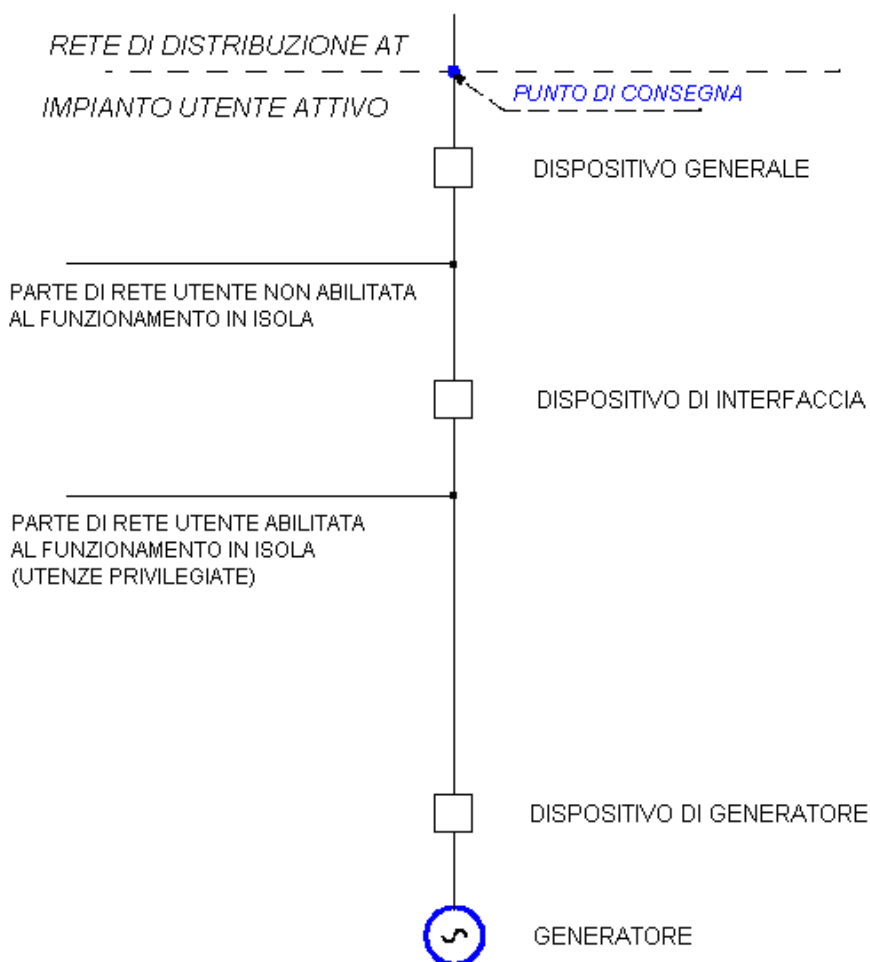 RETE DI DISTRIBUZIONE AT
IMPIANTO UTENTE ATTIVO
PUNTO DI CONSEGNA
DISPOSITIVO GENERALE
PARTE DI RETE UTENTE NON ABILITATA
AL FUNZIONAMENTO IN ISOLA
DISPOSITIVO DI INTERFACCIA
PARTE DI RETE UTENTE ABILITATA
AL FUNZIONAMENTO IN ISOLA
(UTENZE PRIVILEGIATE)
DISPOSITIVO DI GENERATORE
GENERATORE